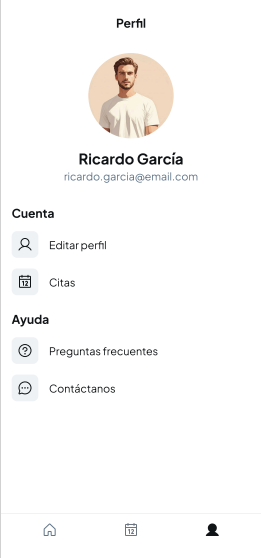 Perfil
Ricardo García
ricardo.garcia@email.com
Cuenta
Editar perfil
12
Citas
Ayuda
Preguntas frecuentes
Contáctanos
12